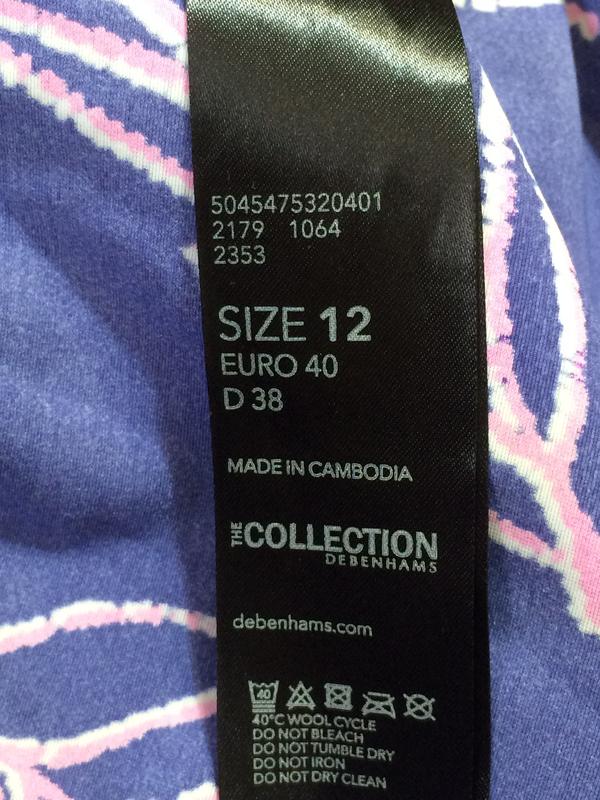 5045475320401
2179 1064
2353
SIZE 12
EURO 40
D 38
MADE IN CAMBODIA
THE COLLECTION
DEBENHAMS
debenhams.com
40
40°C WOOL CYCLE
DO NOT BLEACH
DO NOT TUMBLE DRY
DO NOT IRON
DO NOT DRY CLEAN